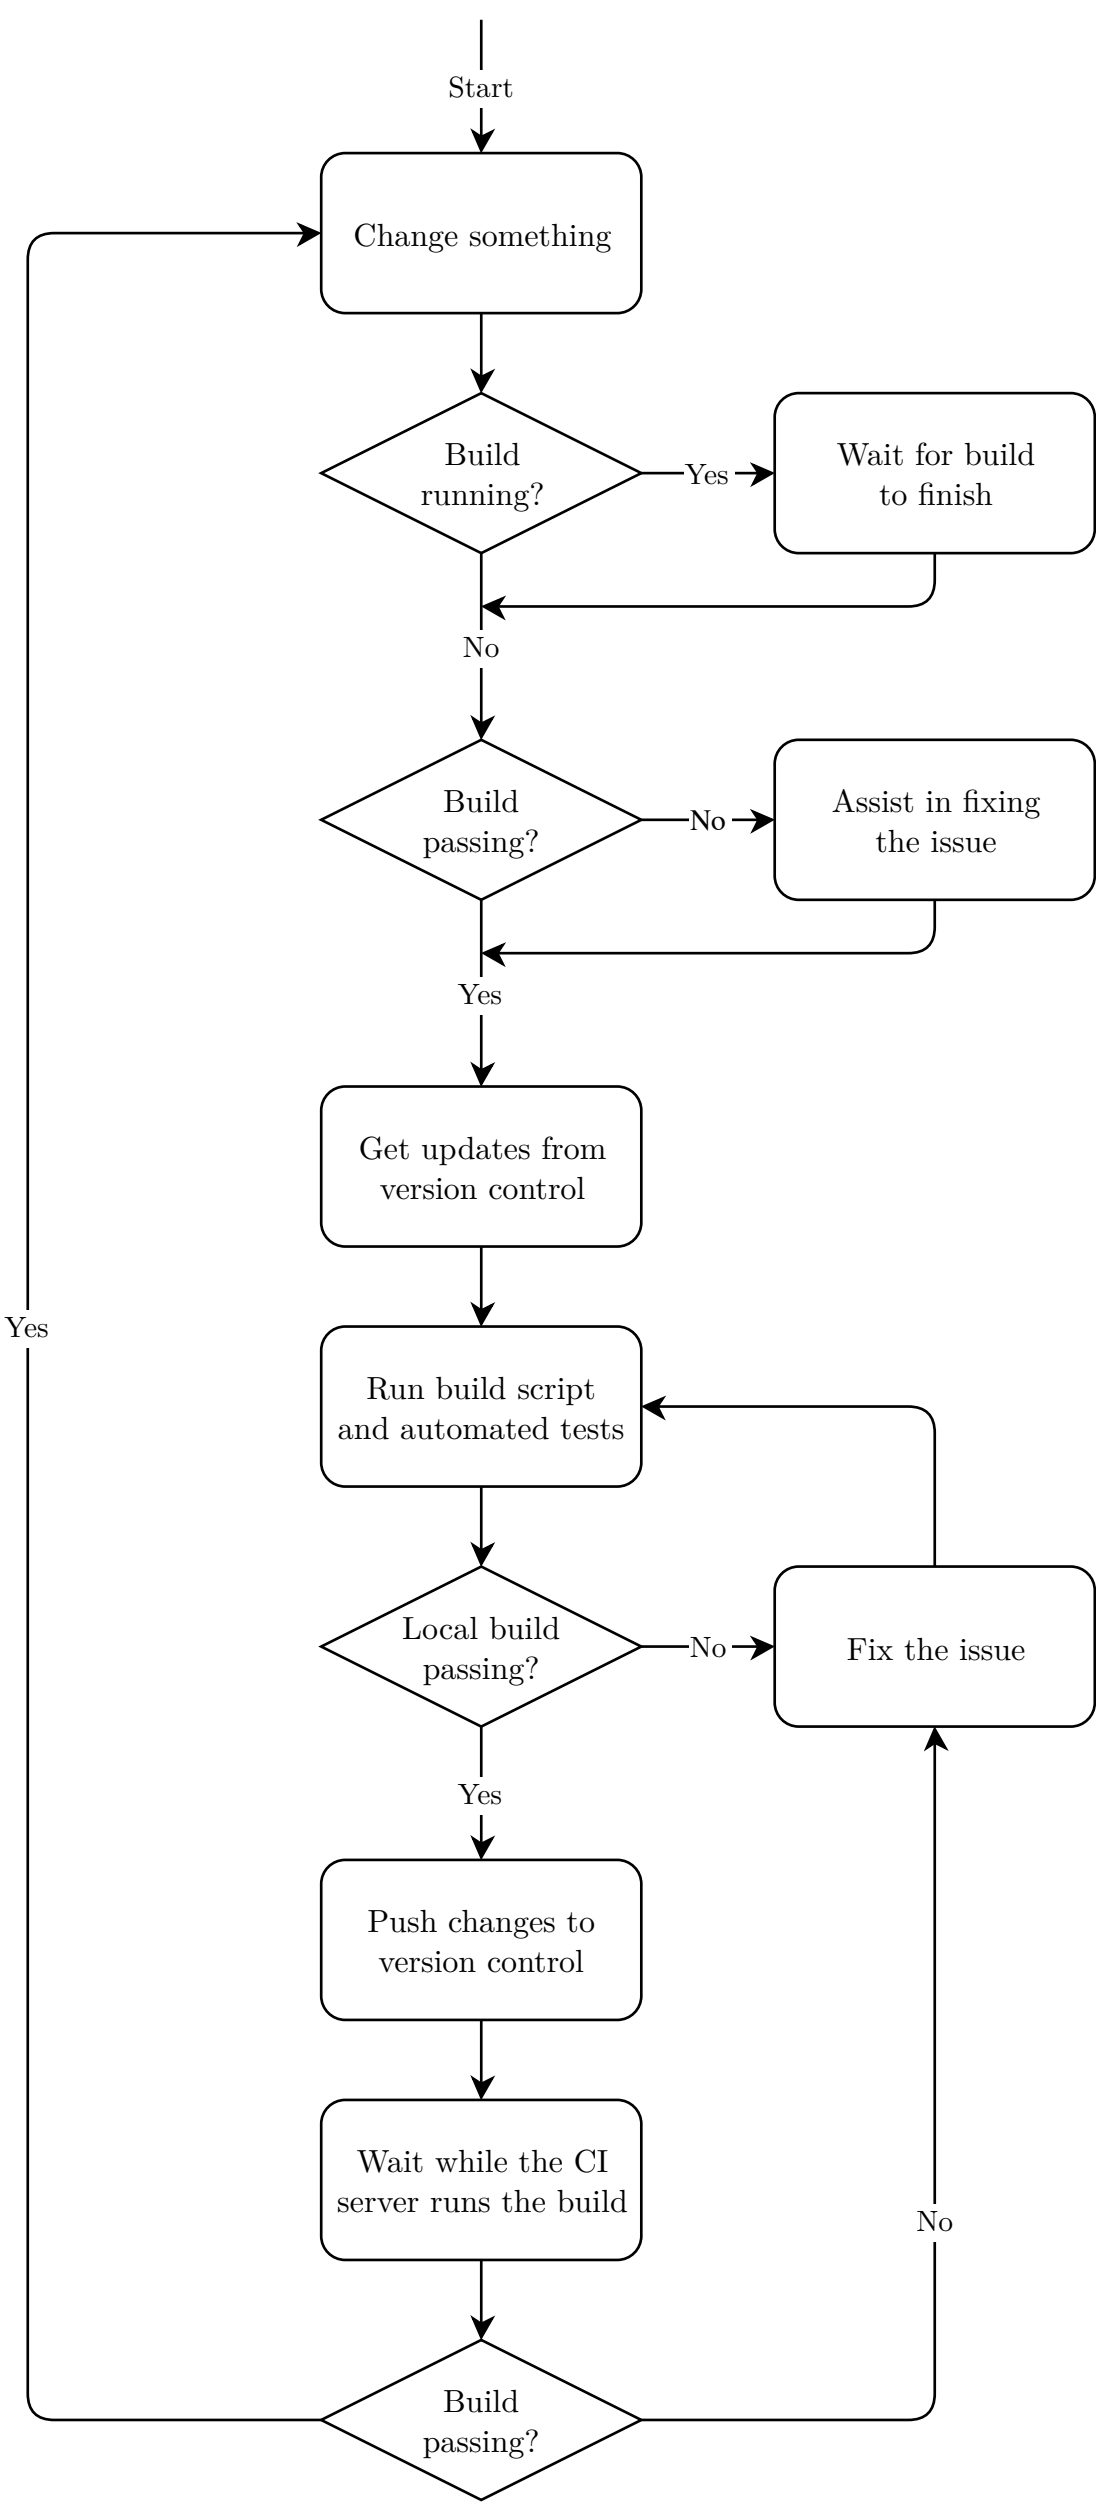 Start
Change something
Build
running?
Yes
Wait for build
to finish
No
Build
passing?
No
Assist in fixing
the issue
Yes
Get updates from
version control
Yes
Run build script
and automated tests
Local build
passing?
No
Fix the issue
Yes
Push changes to
version control
Wait while the CI
server runs the build
No
Build
passing?